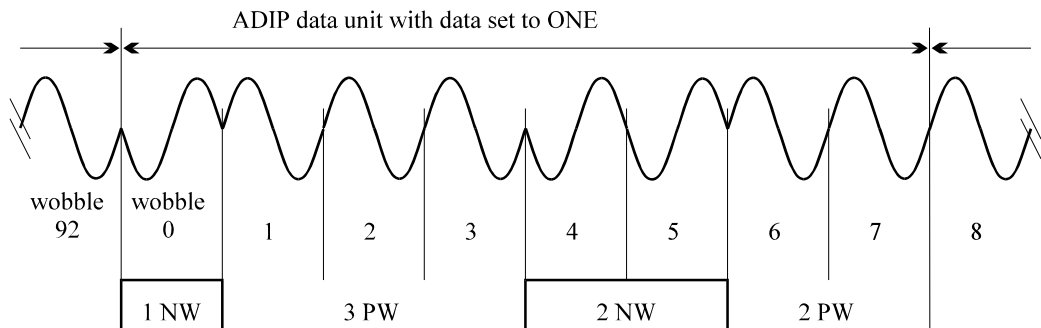 ADIP data unit with data set to ONE
wobble wobble
92 0 1 2 3 4 5 6 7 8
1 NW 3 PW 2 NW 2 PW